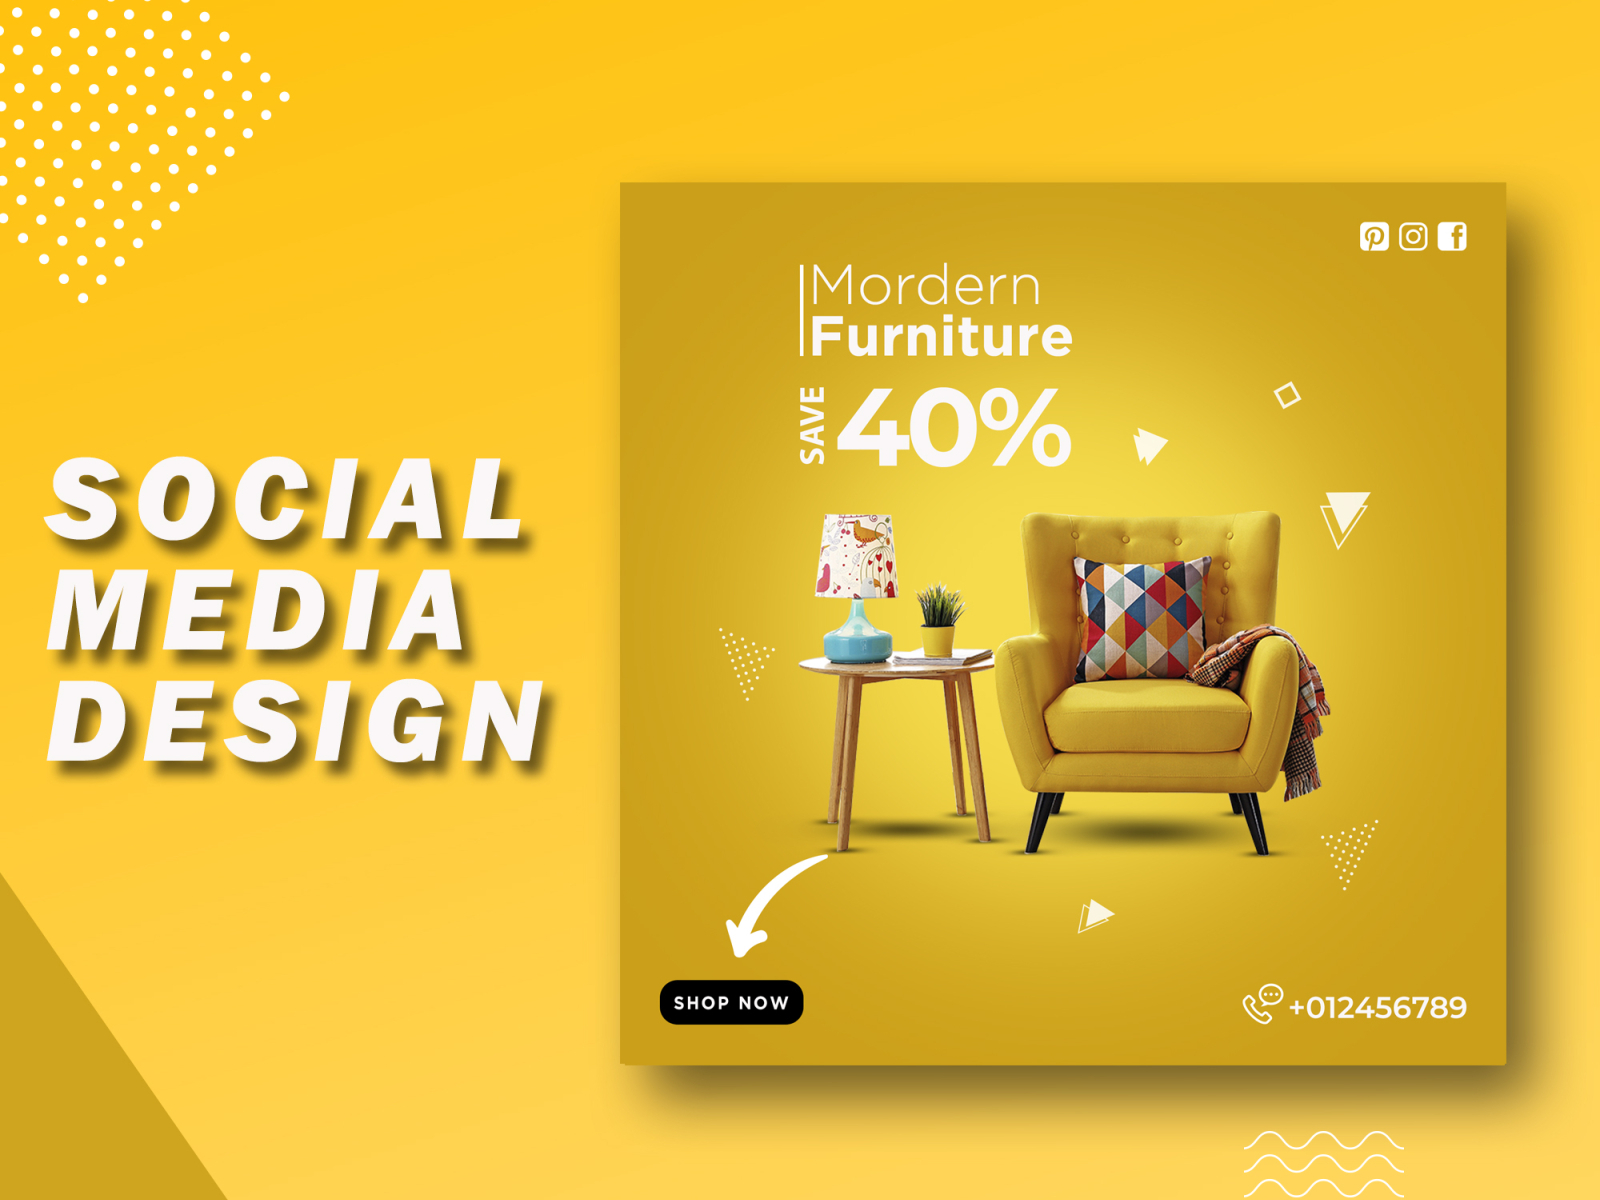 SOCIAL
MEDIA
DESIGN
Mordern
Furniture
SAVE
40%
SHOP NOW
+012456789